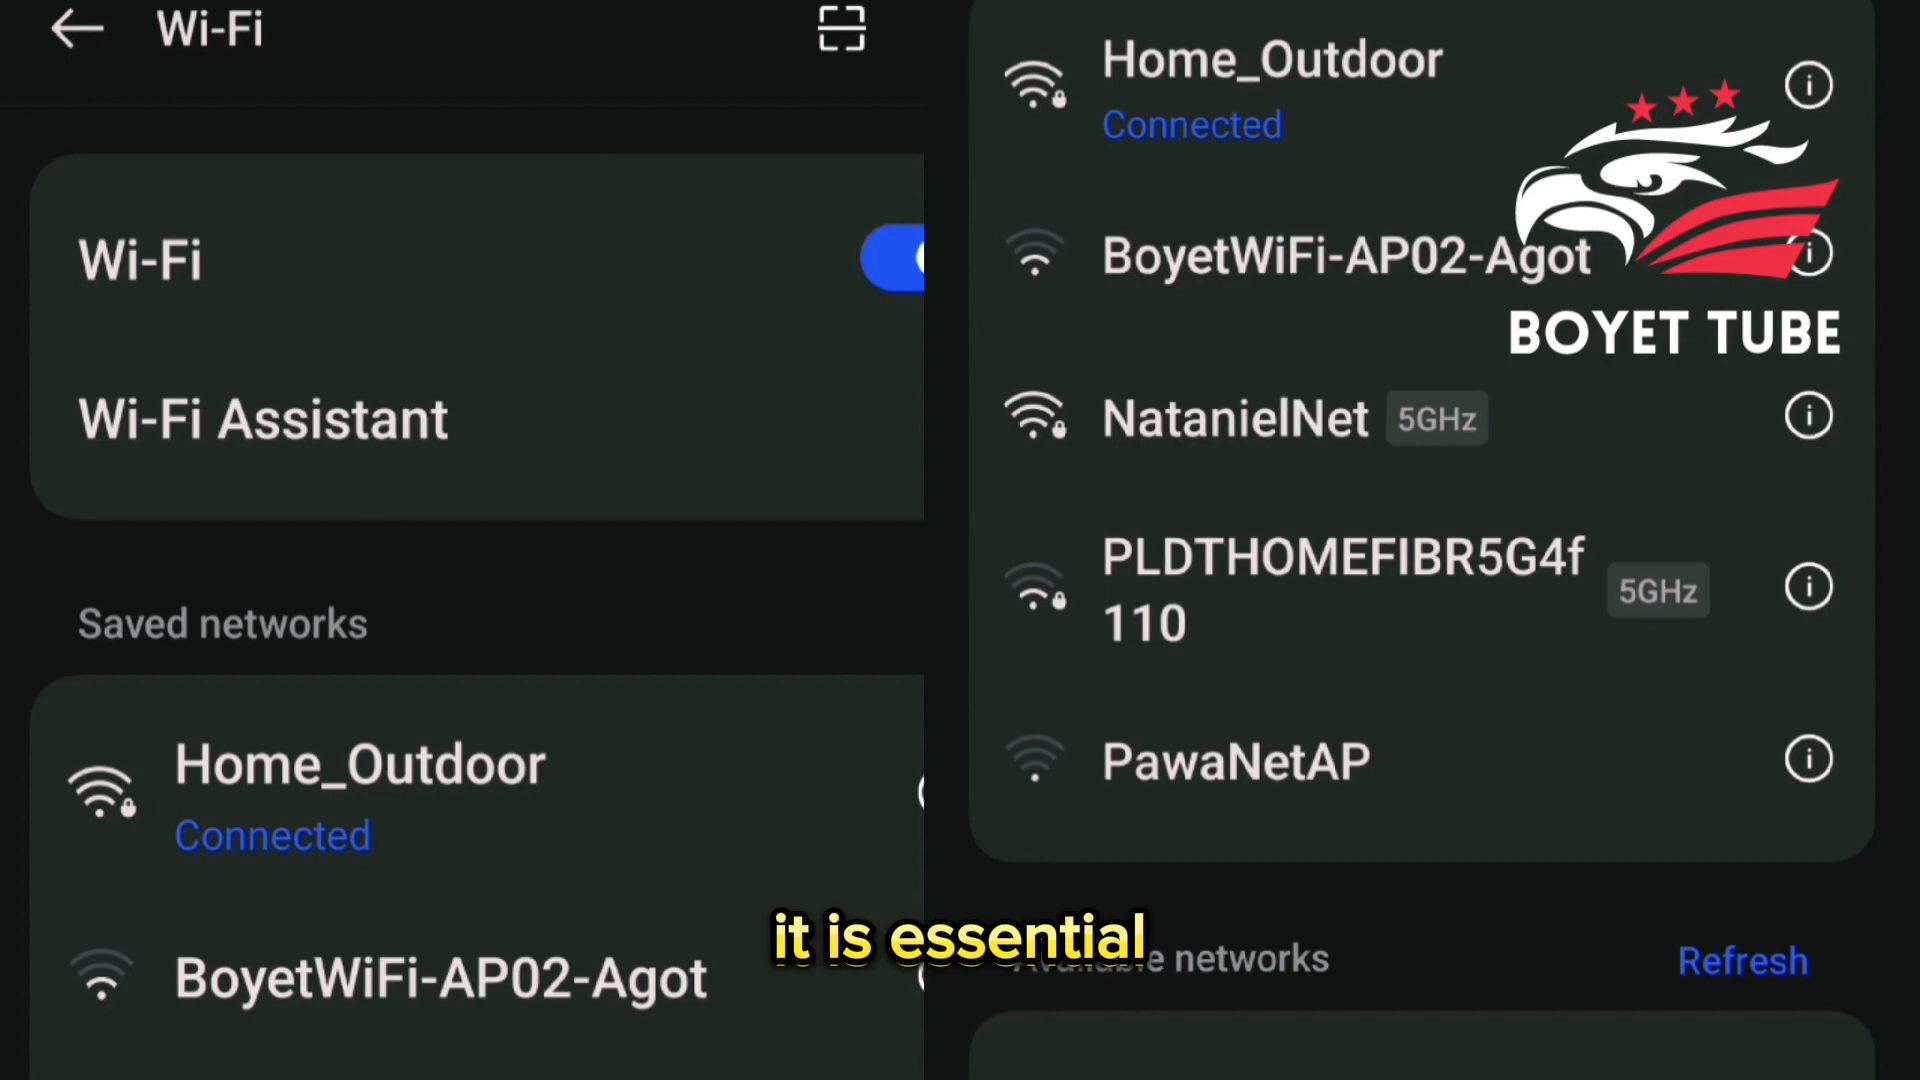 Wi-Fi
Wi-Fi
Wi-Fi Assistant
Saved networks
Home_Outdoor
Connected
BoyetWiFi-AP02-Agot
Home_Outdoor
Connected
BoyetWiFi-AP02-Agot
BOYET TUBE
NatanielNet 5GHz
PLDTHOMEFIBR5G4f
110
5GHz
PawaNetAP
it is essential
networks
Refresh